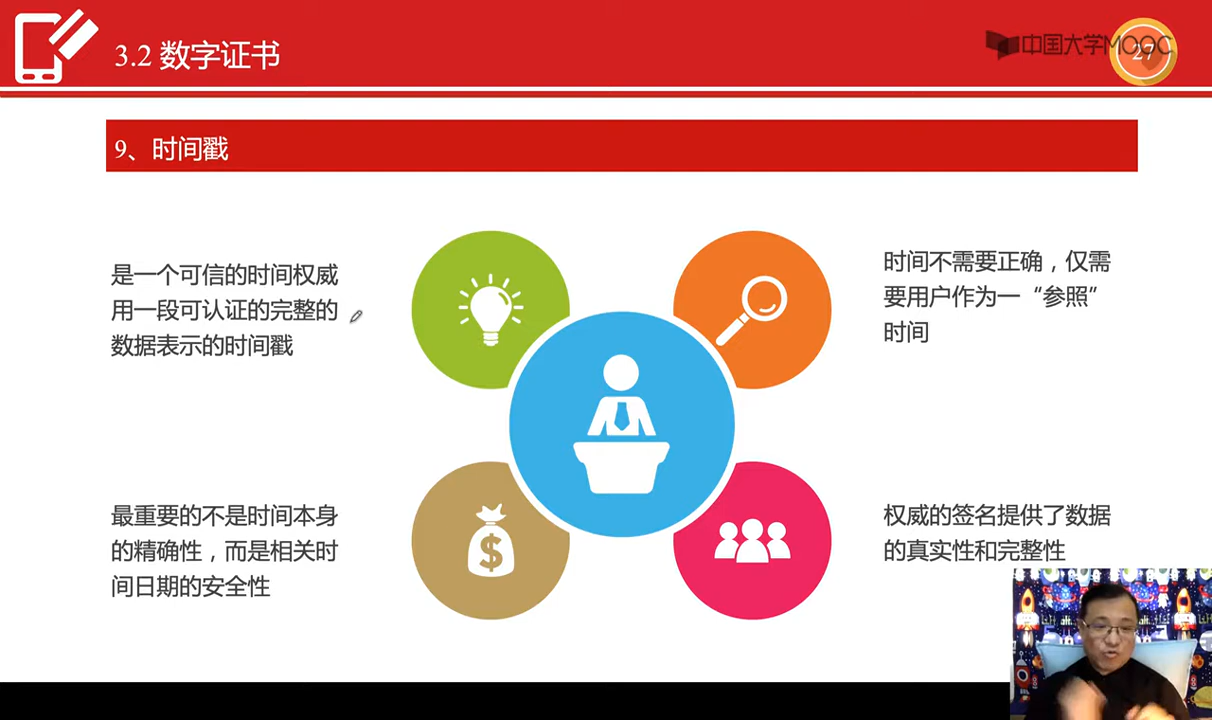 3.2 数字证书
中国大学MOOC
27
9、时间戳
是一个可信的时间权威
用一段可认证的完整的
数据表示的时间戳
时间不需要正确，仅需
要用户作为一“参照”
时间
最重要的不是时间本身
的精确性，而是相关时
间日期的安全性
权威的签名提供了数据
的真实性和完整性
$